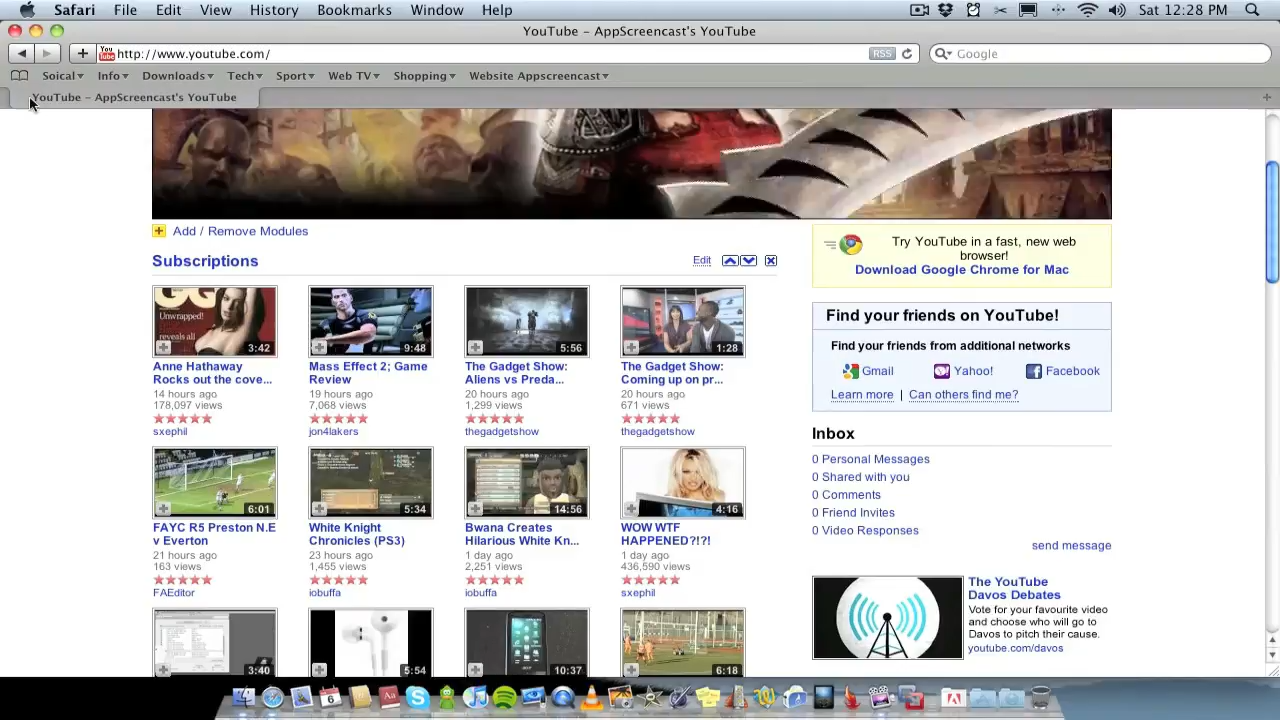 Safari File Edit View History Bookmarks Window Help Sat 12:28 PM
YouTube – AppScreencast's YouTube
http://www.youtube.com/ RSS Google
Soical Info Downloads Tech Sport Web TV Shopping Website Appscreencast
YouTube – AppScreencast's YouTube
Add / Remove Modules
Subscriptions Edit
GQ
Unwrapped!
reveals all
3:42 9:48 5:56 1:28
Anne Hathaway Mass Effect 2; Game The Gadget Show: The Gadget Show:
Rocks out the cove... Review Aliens vs Preda... Coming up on pr...
14 hours ago 19 hours ago 20 hours ago 20 hours ago
178,097 views 7,068 views 1,299 views 671 views
sxephil jon4lakers thegadgetshow thegadgetshow
6:01 5:34 14:56 4:16
FAYC R5 Preston N.E White Knight Bwana Creates WOW WTF
v Everton Chronicles (PS3) Hilarious White Kn... HAPPENED?!?!
21 hours ago 23 hours ago 1 day ago 1 day ago
163 views 1,455 views 2,251 views 436,590 views
FAEditor iobuffa iobuffa sxephil
3:40 5:54 10:37 6:18
Try YouTube in a fast, new web
browser!
Download Google Chrome for Mac
Find your friends on YouTube!
Find your friends from additional networks
Gmail Yahoo! Facebook
Learn more | Can others find me?
Inbox
0 Personal Messages
0 Shared with you
0 Comments
0 Friend Invites
0 Video Responses
send message
The YouTube
Davos Debates
Vote for your favourite video
and choose who will go to
Davos to pitch their cause.
youtube.com/davos